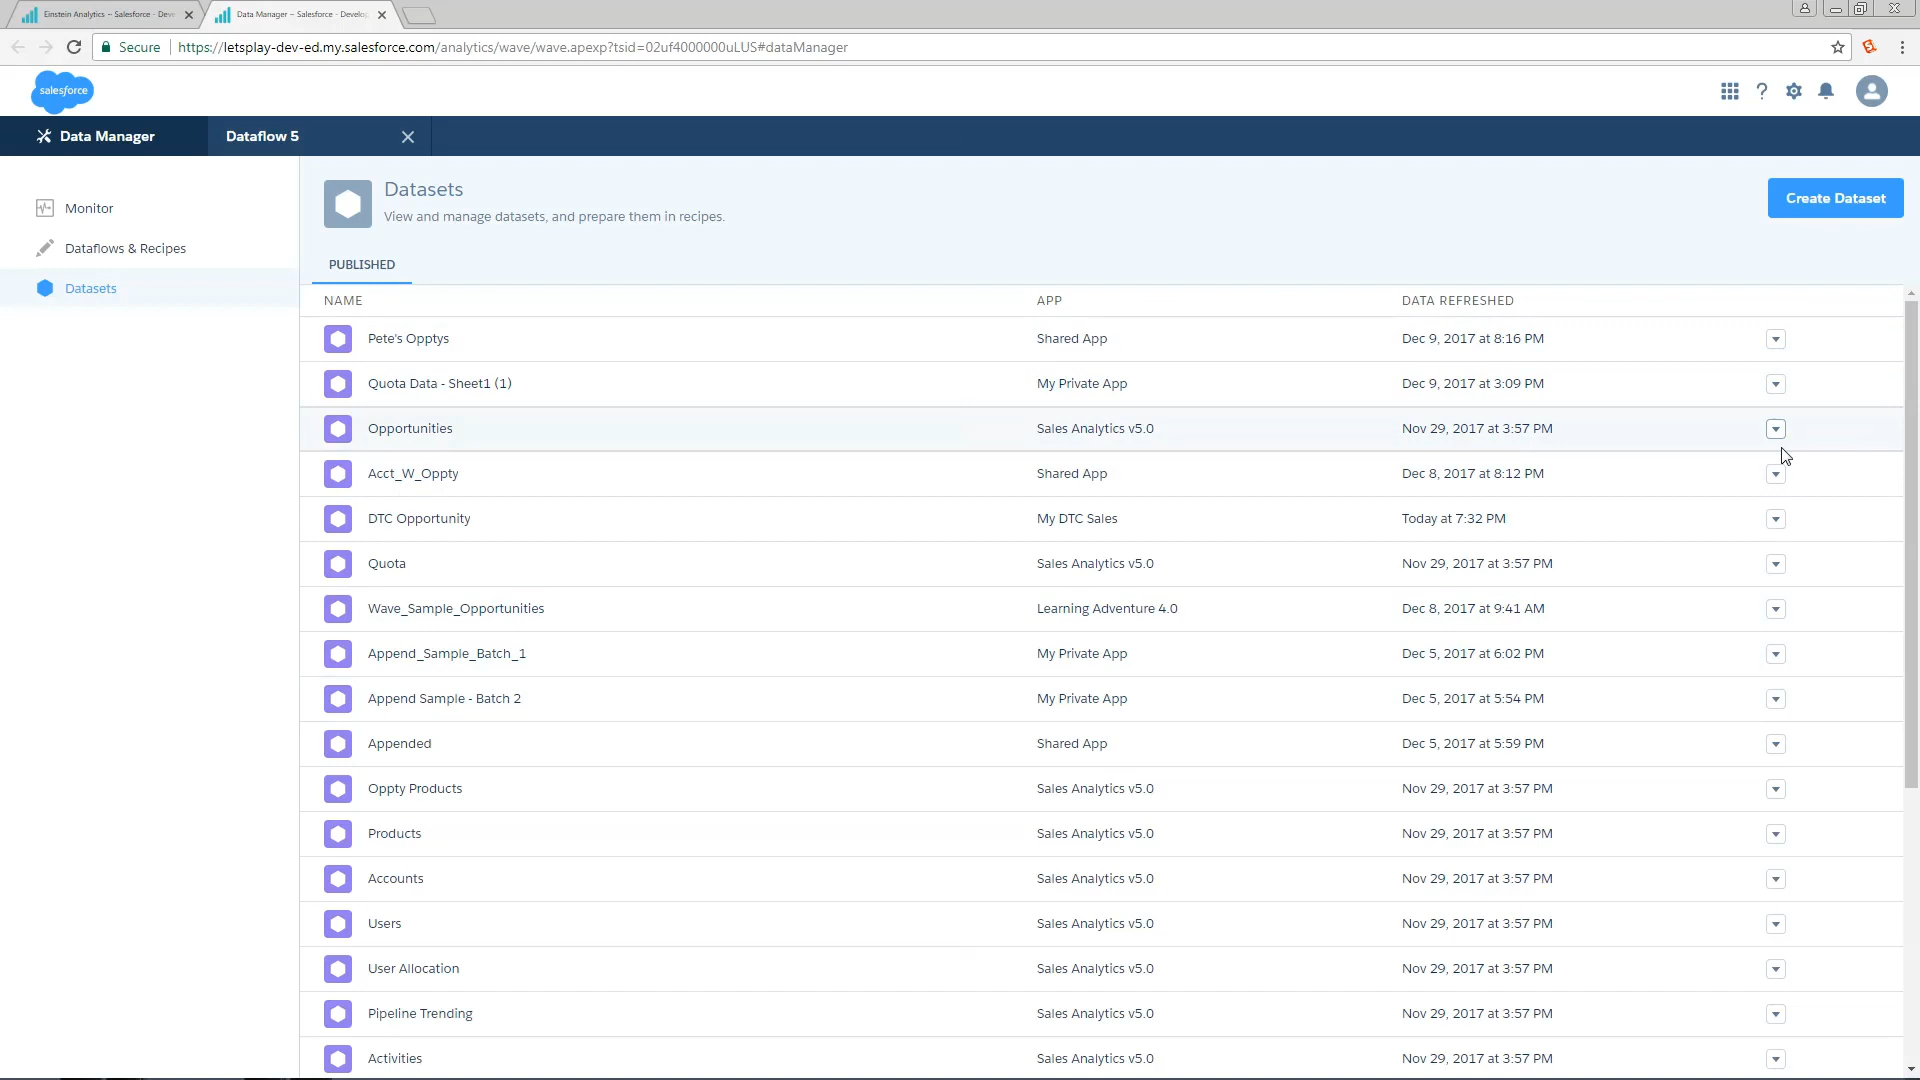 Einstein Analytics ~ Salesforce - Deve
Data Manager ~ Salesforce - Develop
Secure https://letsplay-dev-ed.my.salesforce.com/analytics/wave/wave.apexp?tsid=02uf4000000uLUS#dataManager
salesforce
Data Manager
Dataflow 5
Monitor
Dataflows & Recipes
Datasets
Datasets
View and manage datasets, and prepare them in recipes.
Create Dataset
PUBLISHED
NAME APP DATA REFRESHED
Pete's Opptys Shared App Dec 9, 2017 at 8:16 PM
Quota Data - Sheet1 (1) My Private App Dec 9, 2017 at 3:09 PM
Opportunities Sales Analytics v5.0 Nov 29, 2017 at 3:57 PM
Acct_W_Oppty Shared App Dec 8, 2017 at 8:12 PM
DTC Opportunity My DTC Sales Today at 7:32 PM
Quota Sales Analytics v5.0 Nov 29, 2017 at 3:57 PM
Wave_Sample_Opportunities Learning Adventure 4.0 Dec 8, 2017 at 9:41 AM
Append_Sample_Batch_1 My Private App Dec 5, 2017 at 6:02 PM
Append Sample - Batch 2 My Private App Dec 5, 2017 at 5:54 PM
Appended Shared App Dec 5, 2017 at 5:59 PM
Oppty Products Sales Analytics v5.0 Nov 29, 2017 at 3:57 PM
Products Sales Analytics v5.0 Nov 29, 2017 at 3:57 PM
Accounts Sales Analytics v5.0 Nov 29, 2017 at 3:57 PM
Users Sales Analytics v5.0 Nov 29, 2017 at 3:57 PM
User Allocation Sales Analytics v5.0 Nov 29, 2017 at 3:57 PM
Pipeline Trending Sales Analytics v5.0 Nov 29, 2017 at 3:57 PM
Activities Sales Analytics v5.0 Nov 29, 2017 at 3:57 PM